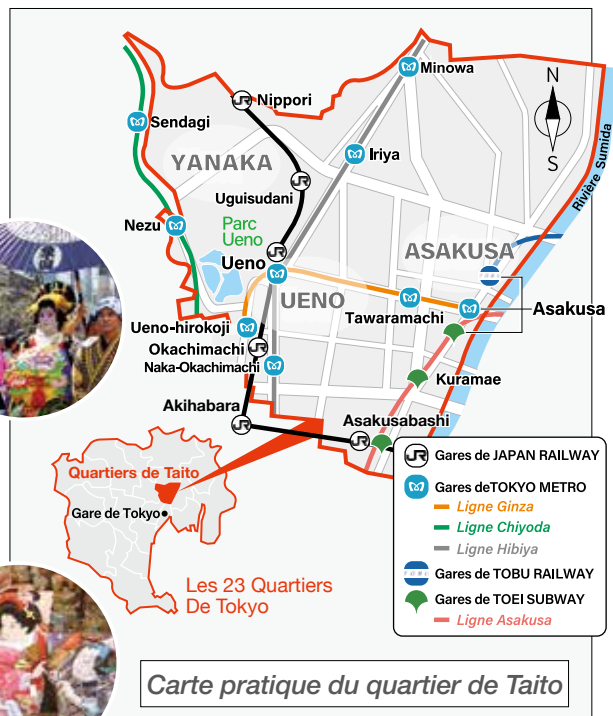 Minowa
Nippori
N
S
Sendagi
Iriya
YANAKA
Rivière Sumida
Uguisudani
Nezu
Parc
Ueno
ASAKUSA
Ueno
UENO
Asakusa
Tawaramachi
Ueno-hirokoji
Okachimachi
Naka-Okachimachi
Kuramae
Akihabara
Asakusabashi
Quartiers de Taito
Gare de Tokyo
Les 23 Quartiers
De Tokyo
JR Gares de JAPAN RAILWAY
Gares deTOKYO METRO
Ligne Ginza
Ligne Chiyoda
Ligne Hibiya
Gares de TOBU RAILWAY
Gares de TOEI SUBWAY
Ligne Asakusa
Carte pratique du quartier de Taito